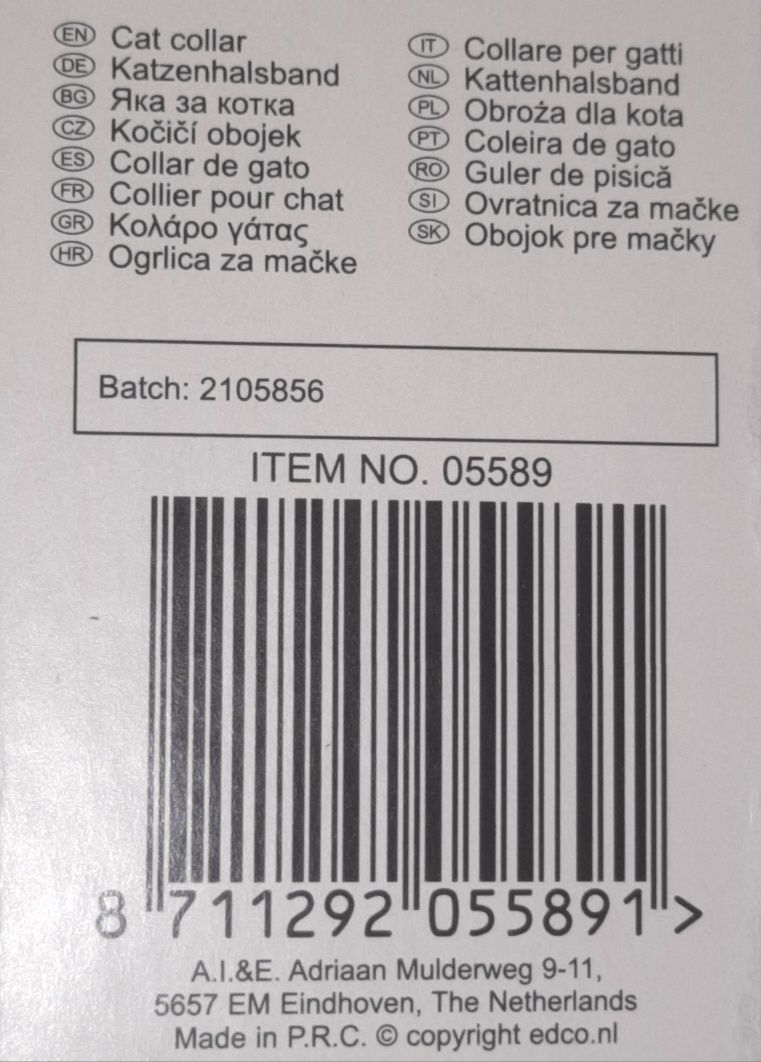 EN Cat collar
DE Katzenhalsband
BG Яка за котка
CZ Kočičí obojek
ES Collar de gato
FR Collier pour chat
GR Κολάρο γάτας
HR Ogrlica za mačke
IT Collare per gatti
NL Kattenhalsband
PL Obroża dla kota
PT Coleira de gato
RO Guler de pisică
SI Ovratnica za mačke
SK Obojok pre mačky
Batch: 2105856
ITEM NO. 05589
8 711292 055891 >
A.I.&E. Adriaan Mulderweg 9-11,
5657 EM Eindhoven, The Netherlands
Made in P.R.C. © copyright edco.nl